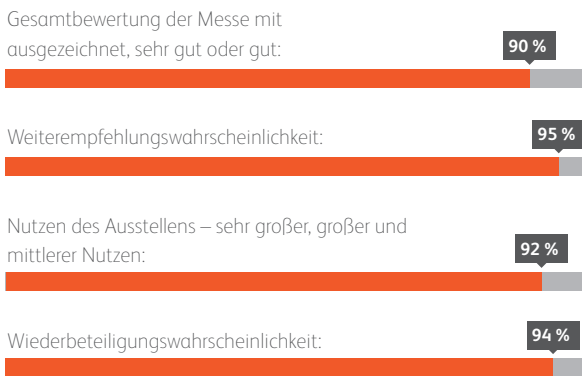 Gesamtbewertung der Messe mit
ausgezeichnet, sehr gut oder gut:
90 %
Weiterempfehlungswahrscheinlichkeit:
95 %
Nutzen des Ausstellens – sehr großer, großer und
mittlerer Nutzen:
92 %
Wiederbeteiligungswahrscheinlichkeit:
94 %